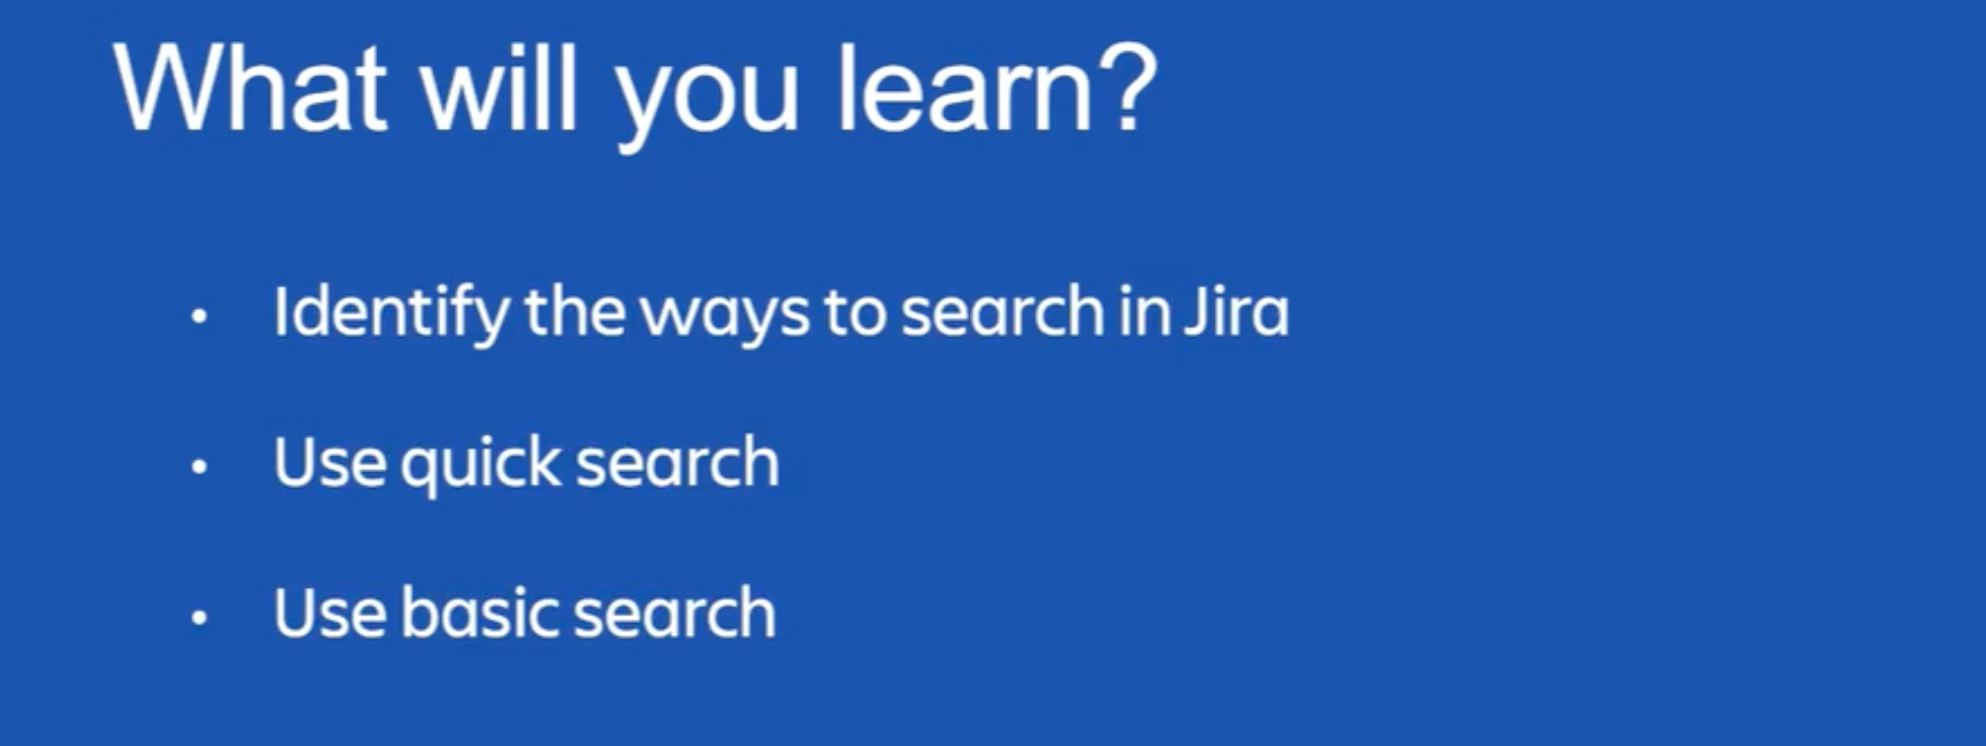 What will you learn?
• Identify the ways to search in Jira
• Use quick search
• Use basic search